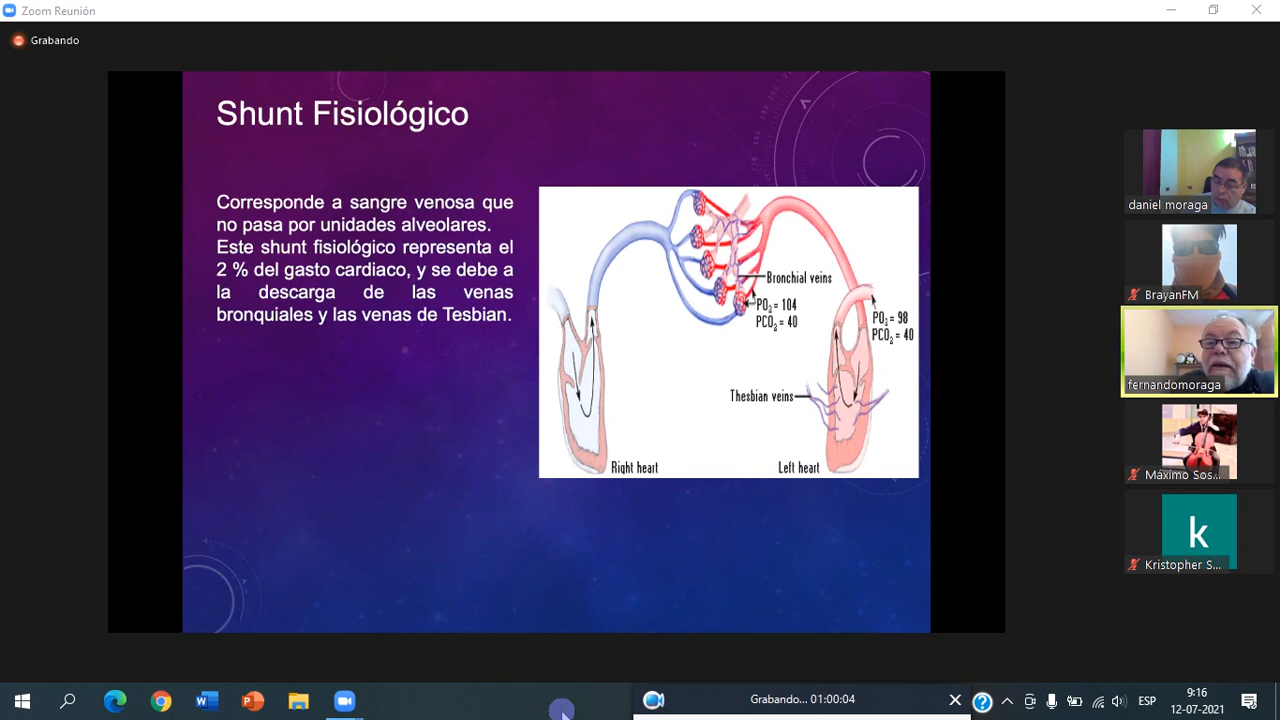 Zoom Reunión
Grabando
Shunt Fisiológico
Corresponde a sangre venosa que
no pasa por unidades alveolares.
Este shunt fisiológico representa el
2 % del gasto cardiaco, y se debe a
la descarga de las venas
bronquiales y las venas de Tesbian.
Bronchial veins
PO₂ = 104
PCO₂ = 40
PO₂ = 98
PCO₂ = 40
Thesbian veins
Right heart
Left heart
daniel moraga
BrayanFM
fernandomoraga
Máximo Sos...
k
Kristopher S...
Grabando... 01:00:04
ESP
9:16
12-07-2021